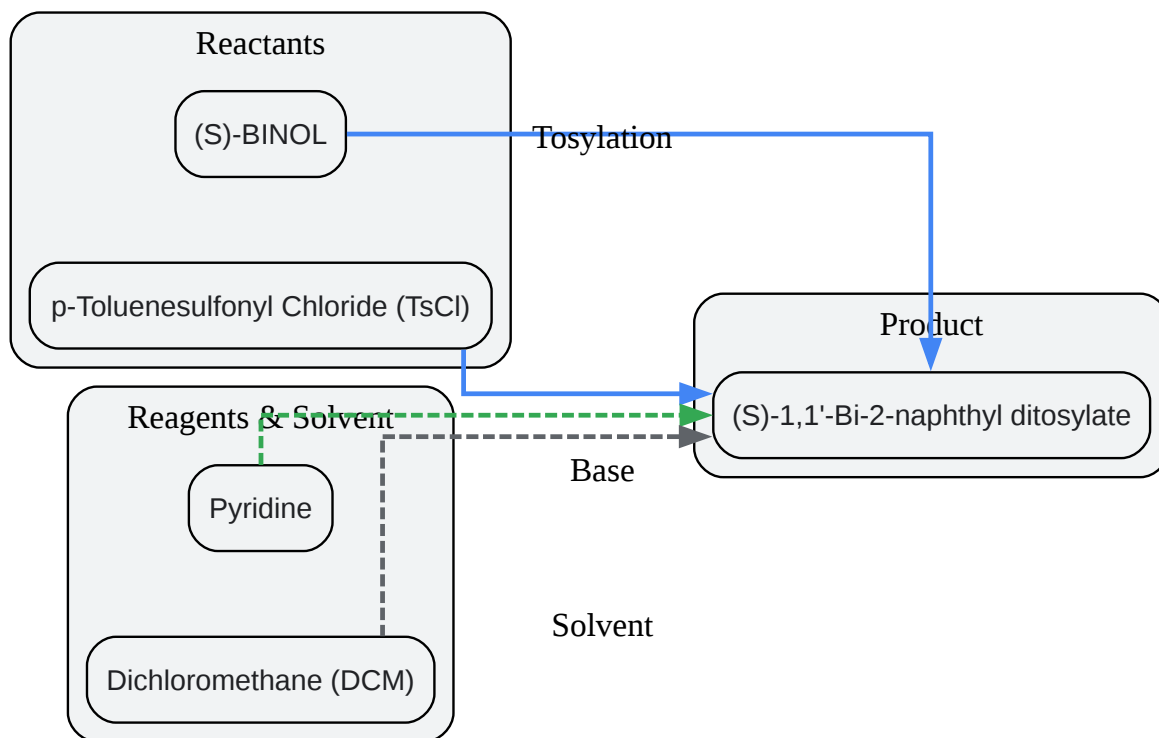 Reactants
(S)-BINOL
Tosylation
p-Toluenesulfonyl Chloride (TsCl)
Product
(S)-1,1'-Bi-2-naphthyl ditosylate
Reagents & Solvent
Base
Pyridine
Solvent
Dichloromethane (DCM)